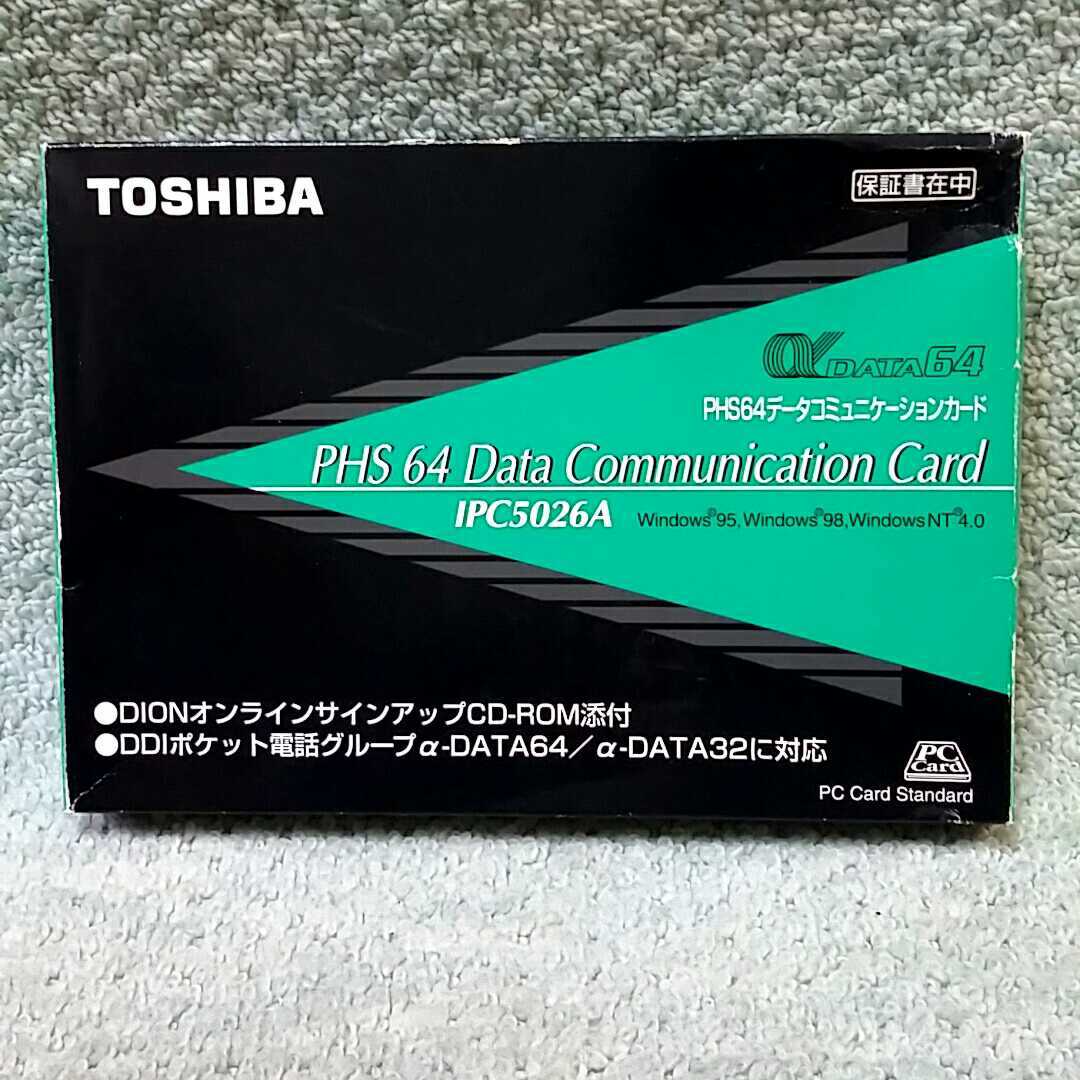 TOSHIBA
保証書在中
αDATA64
PHS64データコミュニケーションカード
PHS 64 Data Communication Card
IPC5026A Windows®95, Windows®98, Windows NT®4.0
●DIONオンラインサインアップCD-ROM添付
●DDIポケット電話グループα-DATA64／α-DATA32に対応
PC
Card
PC Card Standard